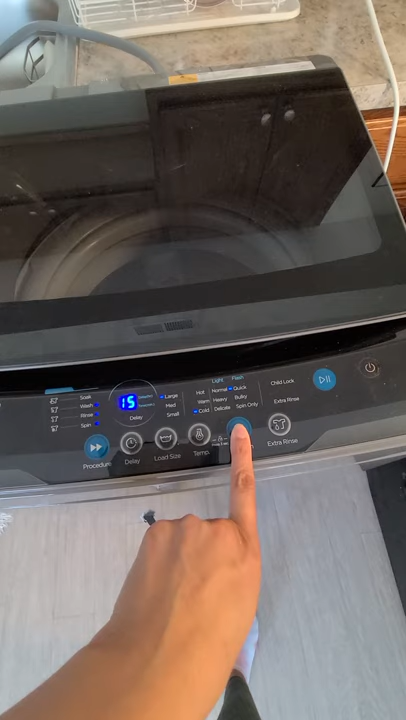 Soak
Wash
Rinse
Spin
15
Delay
Large
Med
Small
Hot
Warm
Cold
Light
Normal
Heavy
Delicate
Fresh
Quick
Bulky
Spin Only
Child Lock
Extra Rinse
Procedure
Delay
Load Size
Temp.
Extra Rinse